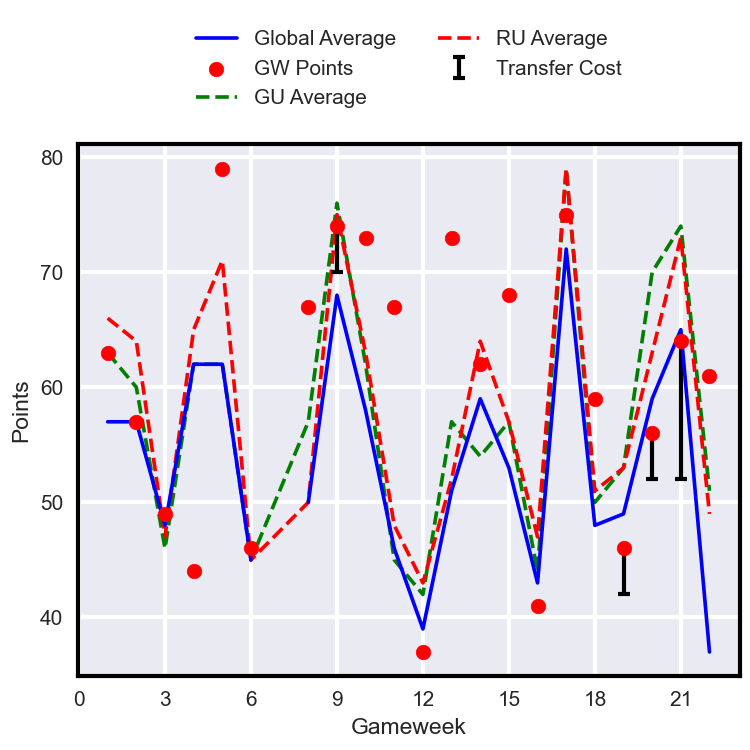 Global Average
GW Points
GU Average
RU Average
Transfer Cost
80
70
60
50
40
Points
0 3 6 9 12 15 18 21
Gameweek